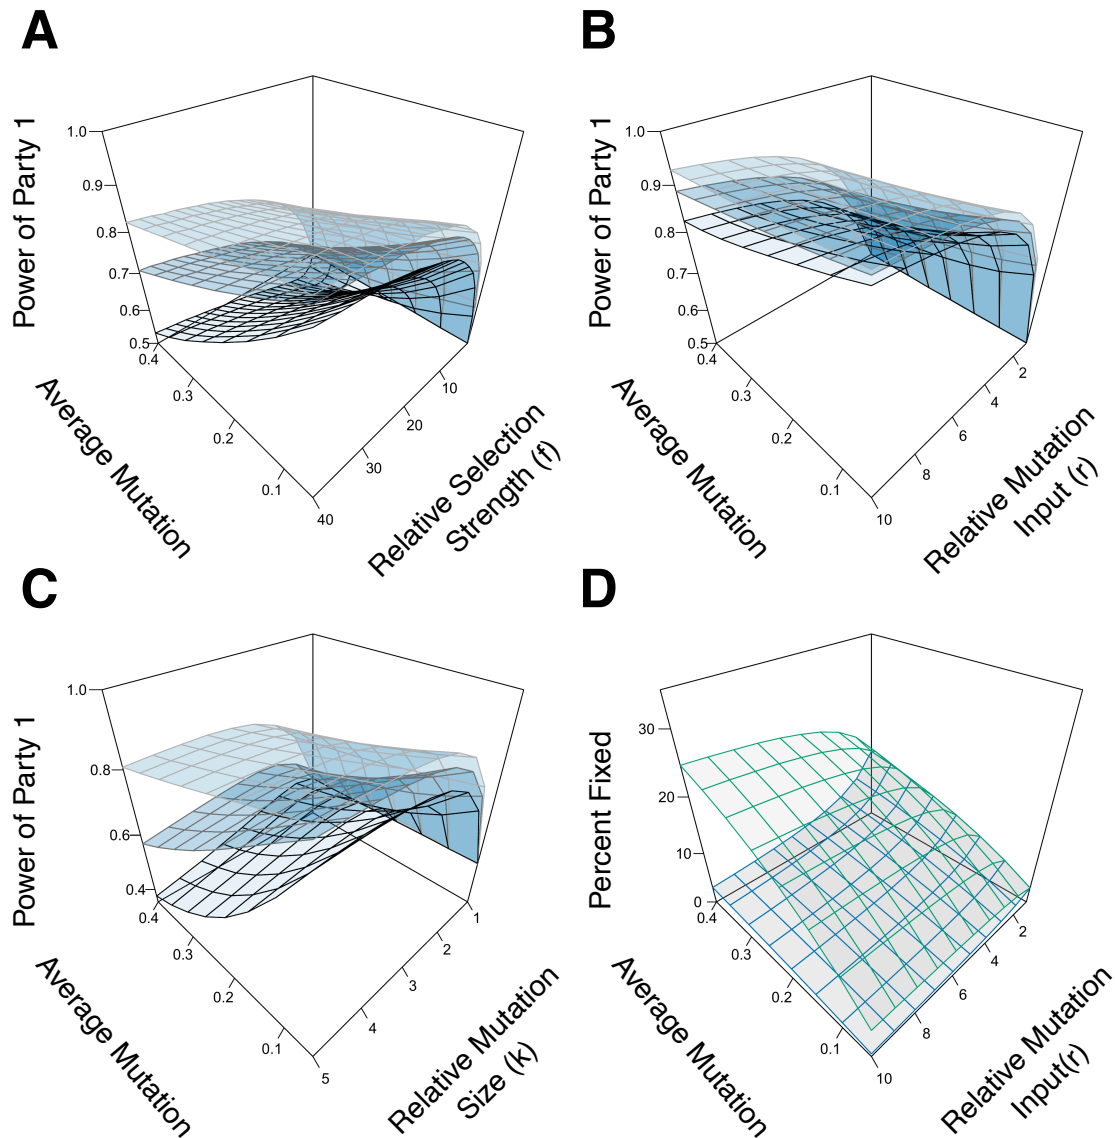 A
Power of Party 1
1.0
0.9
0.8
0.7
0.6
0.5
0.4
0.3
0.2
0.1
Average Mutation
10
20
30
40
Relative Selection
Strength (f)
B
Power of Party 1
1.0
0.9
0.8
0.7
0.6
0.5
0.4
0.3
0.2
0.1
Average Mutation
2
4
6
8
10
Relative Mutation
Input (r)
C
Power of Party 1
1.0
0.8
0.6
0.4
0.4
0.3
0.2
0.1
Average Mutation
1
2
3
4
5
Relative Mutation
Size (k)
D
Percent Fixed
30
20
10
0
0.4
0.3
0.2
0.1
Average Mutation
2
4
6
8
10
Relative Mutation
Input(r)